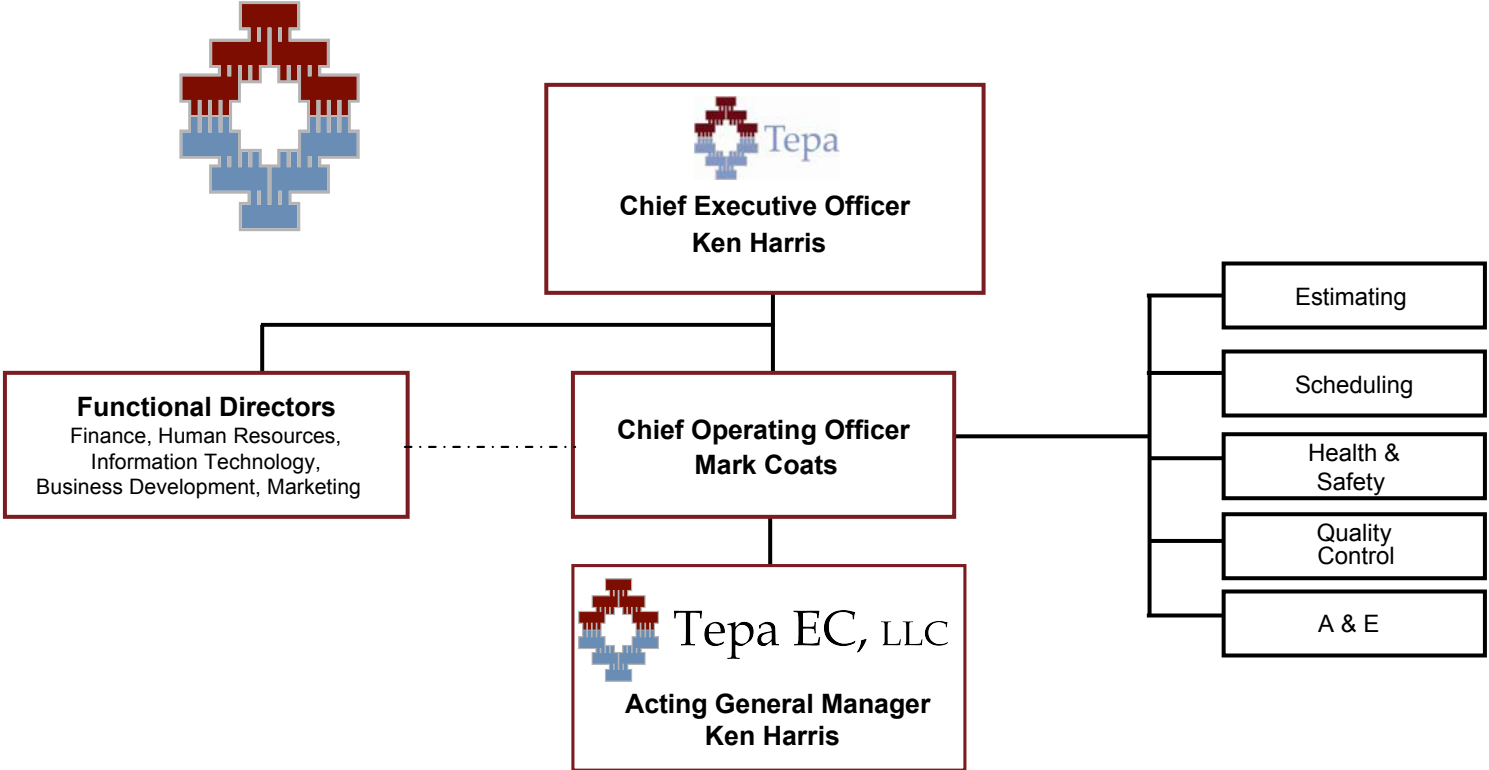 Tepa
Chief Executive Officer
Ken Harris
Functional Directors
Finance, Human Resources,
Information Technology,
Business Development, Marketing
Chief Operating Officer
Mark Coats
Tepa EC, LLC
Acting General Manager
Ken Harris
Estimating
Scheduling
Health &
Safety
Quality
Control
A & E